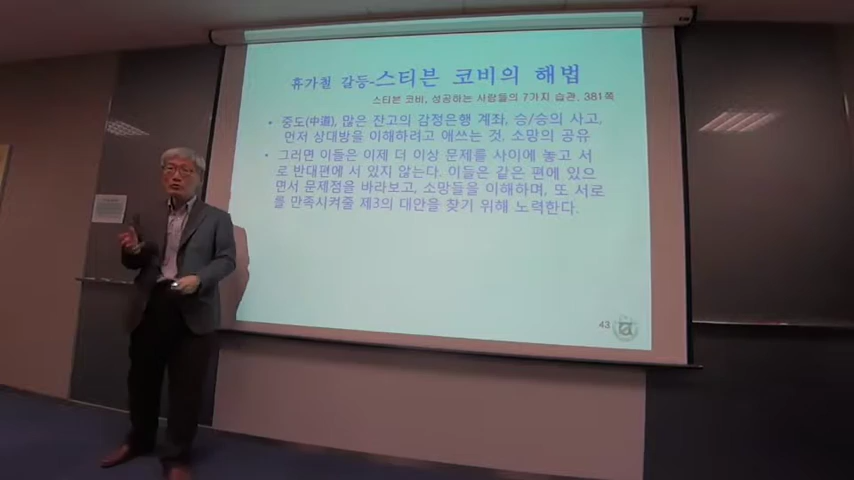 휴가철 갈등-스티븐 코비의 해법
스티븐 코비, 성공하는 사람들의 7가지 습관, 381쪽
• 중도(中道), 많은 잔고의 감정은행 계좌, 승/승의 사고,
먼저 상대방을 이해하려고 애쓰는 것, 소망의 공유
• 그러면 이들은 이제 더 이상 문제를 사이에 놓고 서
로 반대편에 서 있지 않는다. 이들은 같은 편에 있으
면서 문제점을 바라보고, 소망들을 이해하며, 또 서로
를 만족시켜줄 제3의 대안을 찾기 위해 노력한다.
43